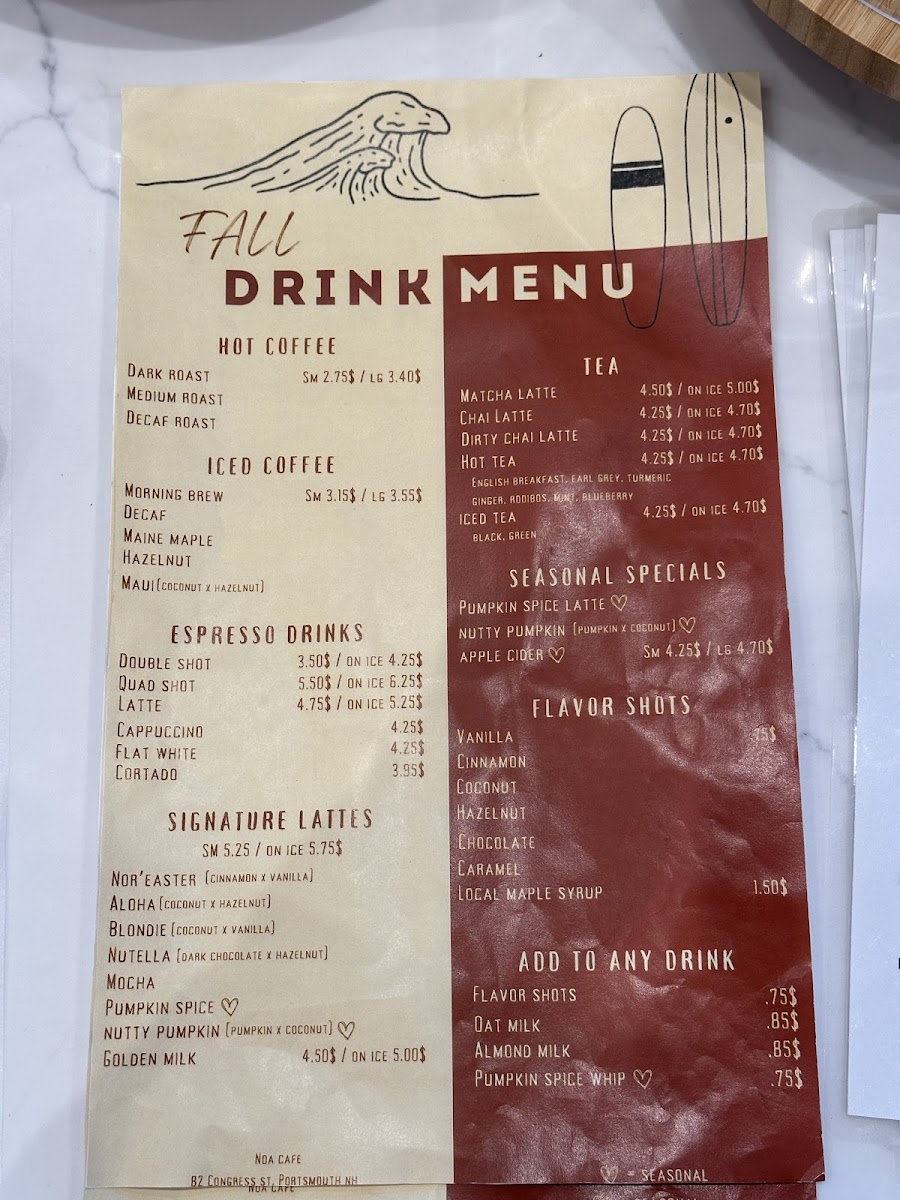 FALL
DRINK MENU
HOT COFFEE
DARK ROAST SM 2.75$ / LG 3.40$
MEDIUM ROAST
DECAF ROAST
ICED COFFEE
MORNING BREW SM 3.15$ / LG 3.55$
DECAF
MAINE MAPLE
HAZELNUT
MAUI (COCONUT X HAZELNUT)
ESPRESSO DRINKS
DOUBLE SHOT 3.50$ / ON ICE 4.25$
QUAD SHOT 5.50$ / ON ICE 6.25$
LATTE 4.75$ / ON ICE 5.25$
CAPPUCCINO 4.25$
FLAT WHITE 4.25$
CORTADO 3.95$
SIGNATURE LATTES
SM 5.25 / ON ICE 5.75$
NOR'EASTER (CINNAMON X VANILLA)
ALOHA (COCONUT X HAZELNUT)
BLONDIE (COCONUT X VANILLA)
NUTELLA (DARK CHOCOLATE X HAZELNUT)
MOCHA
PUMPKIN SPICE ♡
NUTTY PUMPKIN (PUMPKIN X COCONUT) ♡
GOLDEN MILK 4.50$ / ON ICE 5.00$
NOA CAFE
82 CONGRESS ST, PORTSMOUTH NH
NOA CAFE
TEA
MATCHA LATTE 4.50$ / ON ICE 5.00$
CHAI LATTE 4.25$ / ON ICE 4.70$
DIRTY CHAI LATTE 4.25$ / ON ICE 4.70$
HOT TEA 4.25$ / ON ICE 4.70$
ENGLISH BREAKFAST, EARL GREY, TURMERIC
GINGER, ROOIBOS, MINT, BLUEBERRY
ICED TEA 4.25$ / ON ICE 4.70$
BLACK, GREEN
SEASONAL SPECIALS
PUMPKIN SPICE LATTE ♡
NUTTY PUMPKIN (PUMPKIN X COCONUT) ♡
APPLE CIDER ♡ SM 4.25$ / LG 4.70$
FLAVOR SHOTS
VANILLA .75$
CINNAMON
COCONUT
HAZELNUT
CHOCOLATE
CARAMEL
LOCAL MAPLE SYRUP 1.50$
ADD TO ANY DRINK
FLAVOR SHOTS .75$
OAT MILK .85$
ALMOND MILK .85$
PUMPKIN SPICE WHIP ♡ .75$
♡ = SEASONAL